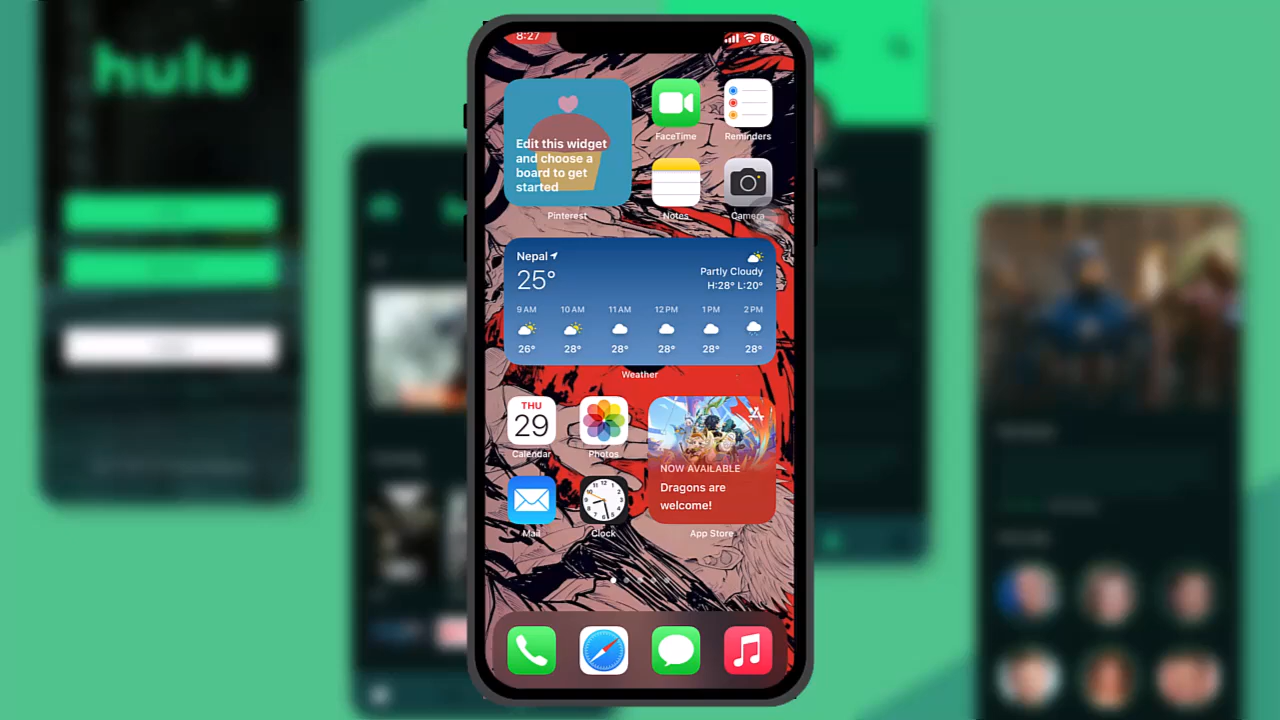 hulu
8:27
80
Edit this widget
and choose a
board to get
started
Pinterest
FaceTime
Reminders
Notes
Camera
Nepal
25°
Partly Cloudy
H:28° L:20°
9 AM 10 AM 11 AM 12 PM 1 PM 2 PM
26° 28° 28° 28° 28° 28°
Weather
THU
29
Calendar
Photos
NOW AVAILABLE
Dragons are
welcome!
Mail
Clock
App Store